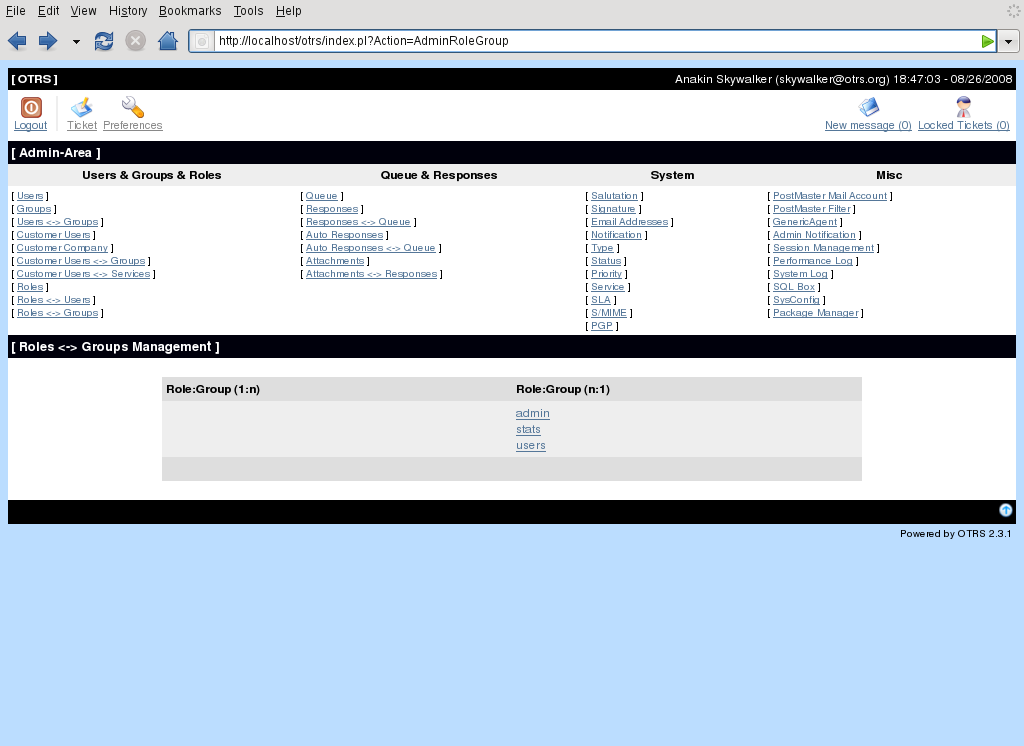 File Edit View History Bookmarks Tools Help
http://localhost/otrs/index.pl?Action=AdminRoleGroup
[ OTRS ] Anakin Skywalker (skywalker@otrs.org) 18:47:03 - 08/26/2008
Logout Ticket Preferences New message (0) Locked Tickets (0)
[ Admin-Area ]
Users & Groups & Roles Queue & Responses System Misc
[ Users ] [ Queue ] [ Salutation ] [ PostMaster Mail Account ]
[ Groups ] [ Responses ] [ Signature ] [ PostMaster Filter ]
[ Users <-> Groups ] [ Responses <-> Queue ] [ Email Addresses ] [ GenericAgent ]
[ Customer Users ] [ Auto Responses ] [ Notification ] [ Admin Notification ]
[ Customer Company ] [ Auto Responses <-> Queue ] [ Type ] [ Session Management ]
[ Customer Users <-> Groups ] [ Attachments ] [ Status ] [ Performance Log ]
[ Customer Users <-> Services ] [ Attachments <-> Responses ] [ Priority ] [ System Log ]
[ Roles ] [ Service ] [ SQL Box ]
[ Roles <-> Users ] [ SLA ] [ SysConfig ]
[ Roles <-> Groups ] [ S/MIME ] [ Package Manager ]
[ PGP ]
[ Roles <-> Groups Management ]
Role:Group (1:n) Role:Group (n:1)
admin
stats
users
Powered by OTRS 2.3.1